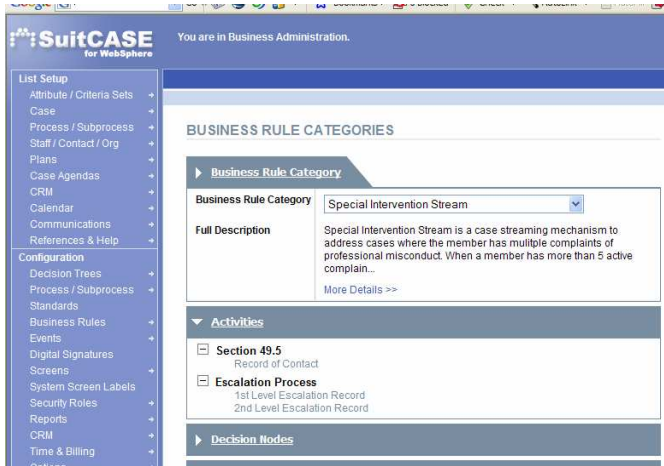 SuitCASE
for WebSphere
You are in Business Administration.
List Setup
Attribute / Criteria Sets
Case
Process / Subprocess
Staff / Contact / Org
Plans
Case Agendas
CRM
Calendar
Communications
References & Help
Configuration
Decision Trees
Process / Subprocess
Standards
Business Rules
Events
Digital Signatures
Screens
System Screen Labels
Security Roles
Reports
CRM
Time & Billing
BUSINESS RULE CATEGORIES
Business Rule Category
Business Rule Category Special Intervention Stream
Full Description Special Intervention Stream is a case streaming mechanism to
address cases where the member has mulitple complaints of
professional misconduct. When a member has more than 5 active
complain...
More Details >>
Activities
Section 49.5
Record of Contact
Escalation Process
1st Level Escalation Record
2nd Level Escalation Record
Decision Nodes